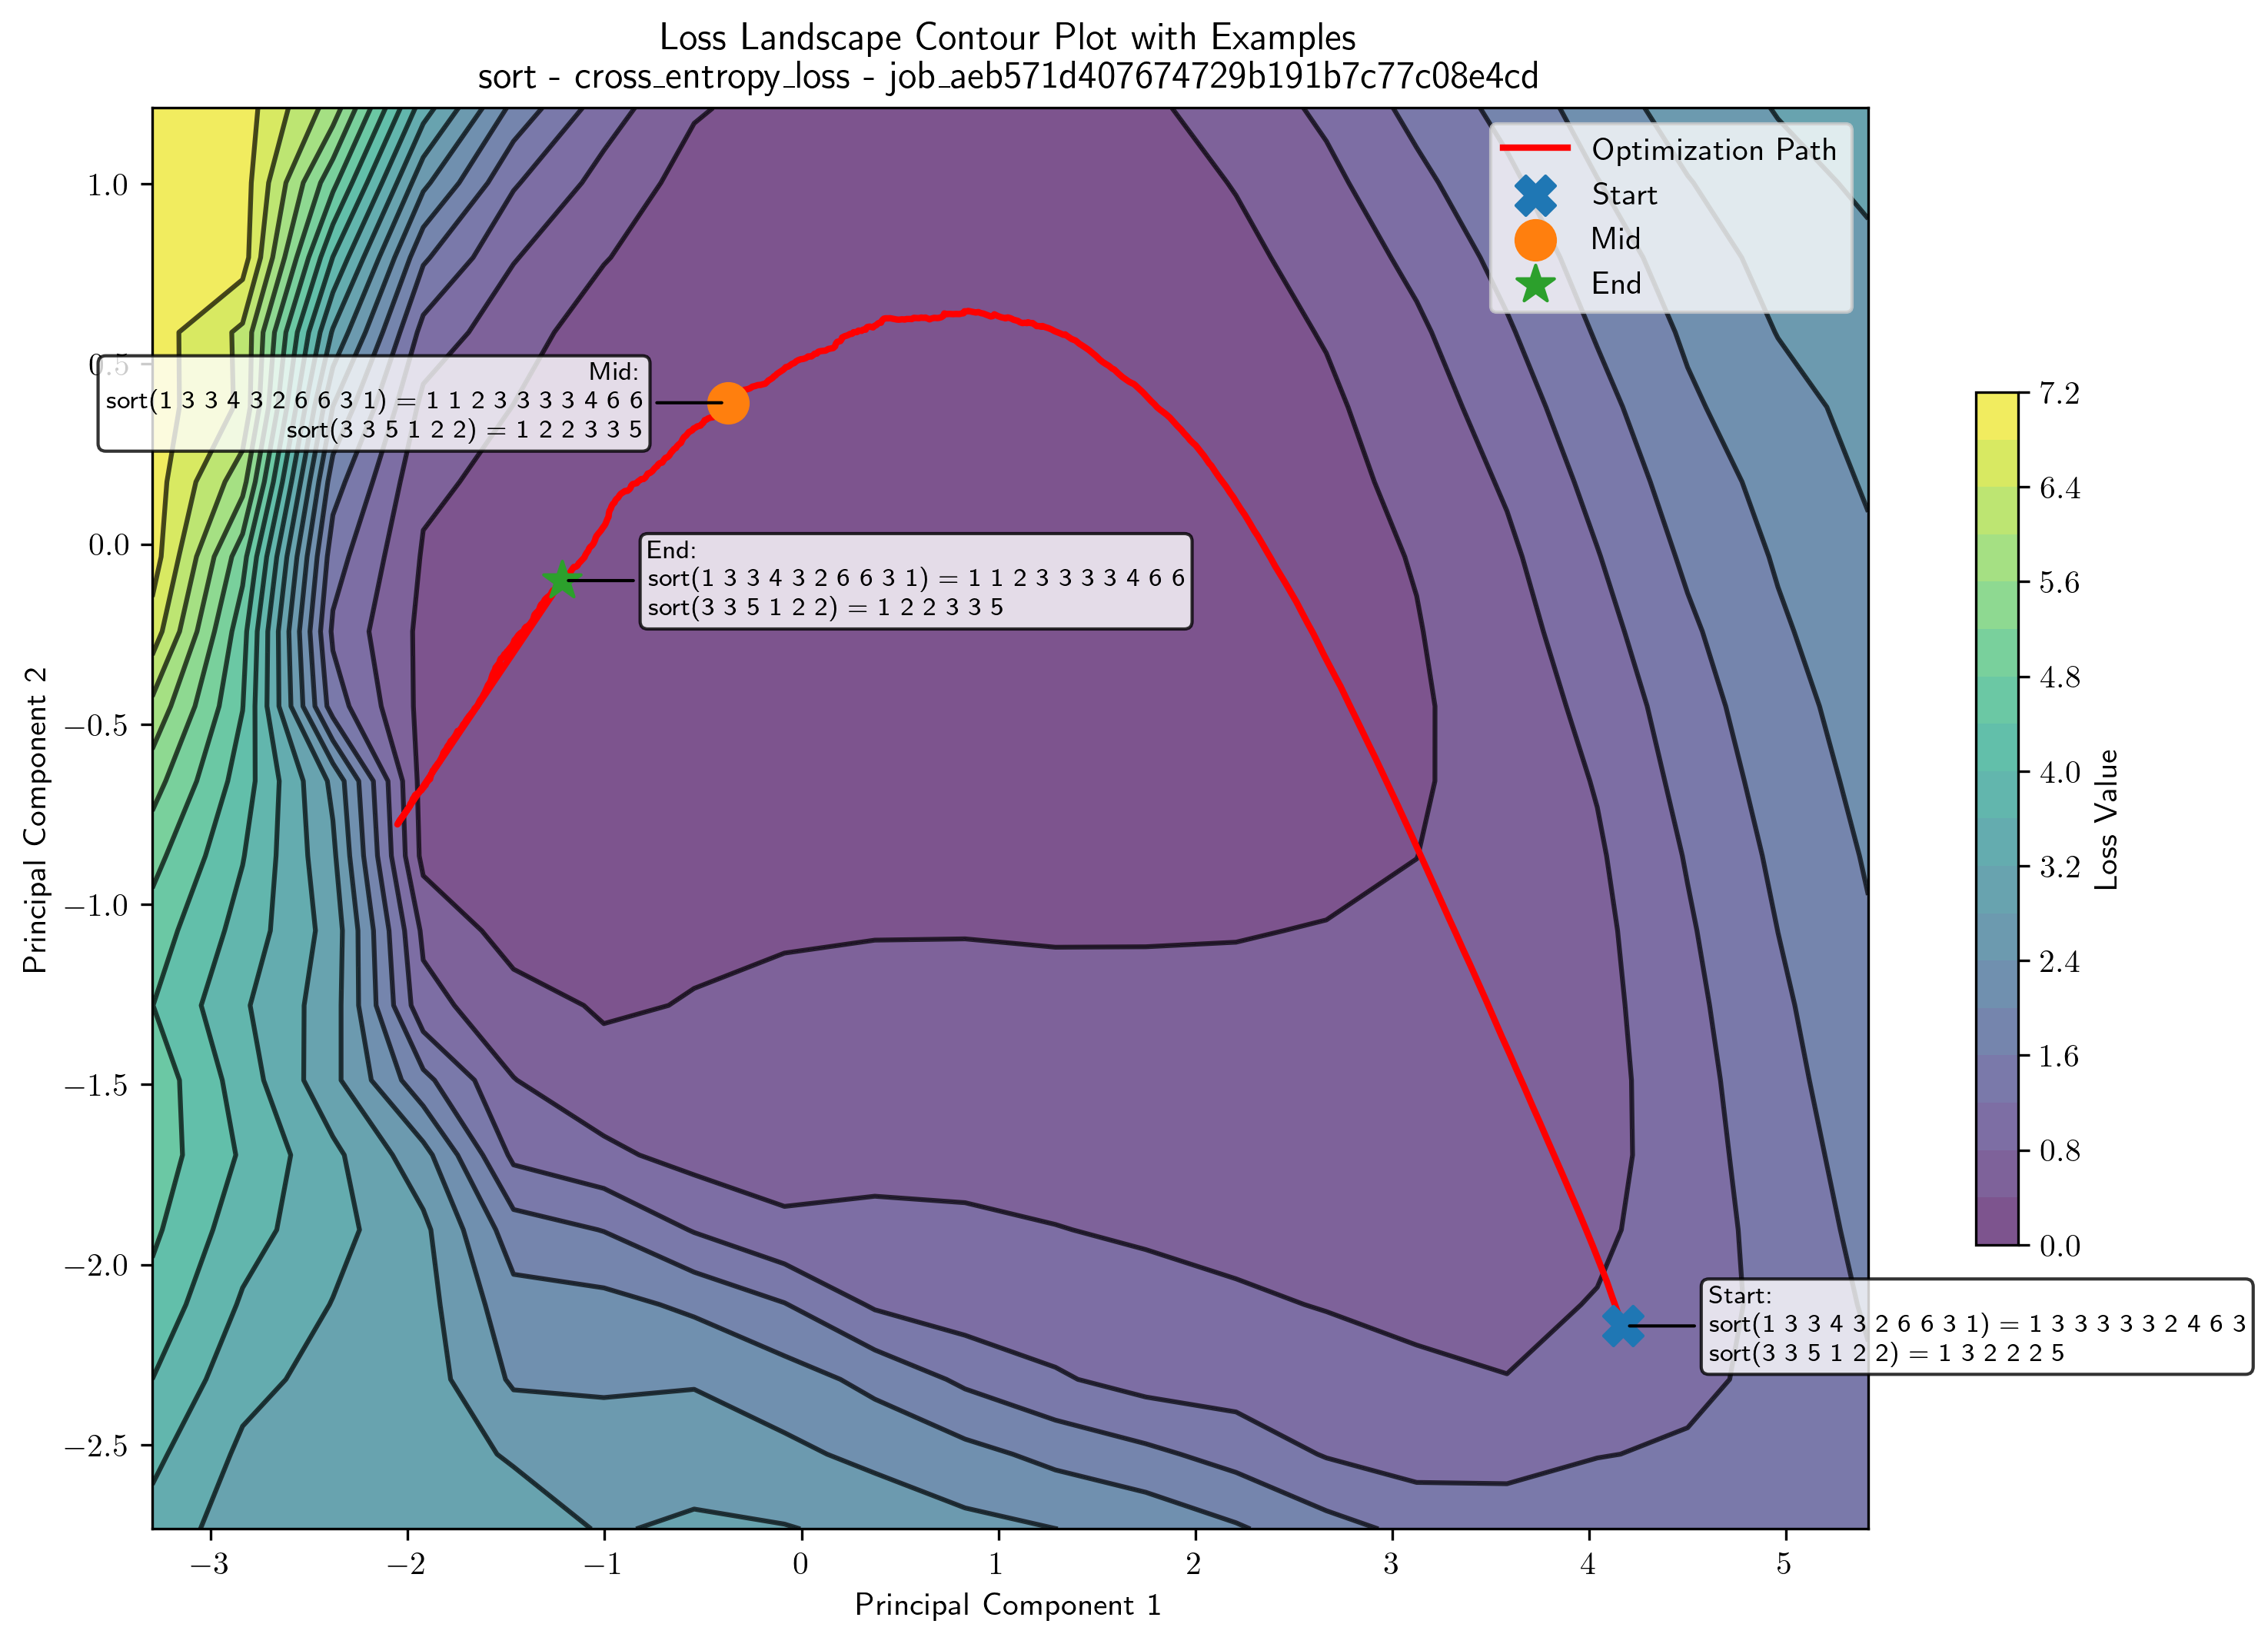 Loss Landscape Contour Plot with Examples
sort - cross_entropy_loss - job_aeb571d407674729b191b7c77c08e4cd
Optimization Path
Start
Mid
End
Mid:
sort(1 3 3 4 3 2 6 6 3 1) = 1 1 2 3 3 3 3 4 6 6
sort(3 3 5 1 2 2) = 1 2 2 3 3 5
End:
sort(1 3 3 4 3 2 6 6 3 1) = 1 1 2 3 3 3 3 4 6 6
sort(3 3 5 1 2 2) = 1 2 2 3 3 5
Start:
sort(1 3 3 4 3 2 6 6 3 1) = 1 3 3 3 3 3 2 4 6 3
sort(3 3 5 1 2 2) = 1 3 2 2 2 5
Principal Component 2
1.0
0.5
0.0
−0.5
−1.0
−1.5
−2.0
−2.5
−3 −2 −1 0 1 2 3 4 5
Principal Component 1
7.2
6.4
5.6
4.8
4.0
3.2
2.4
1.6
0.8
0.0
Loss Value